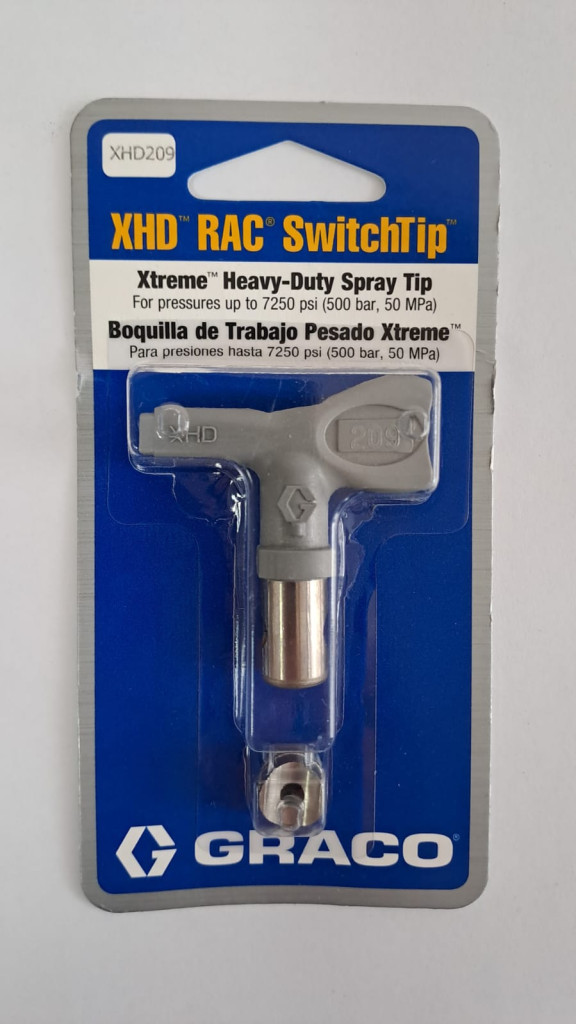 XHD209
XHD™ RAC® SwitchTip™
Xtreme™ Heavy-Duty Spray Tip
For pressures up to 7250 psi (500 bar, 50 MPa)
Boquilla de Trabajo Pesado Xtreme™
Para presiones hasta 7250 psi (500 bar, 50 MPa)
XHD
209
G
GRACO®